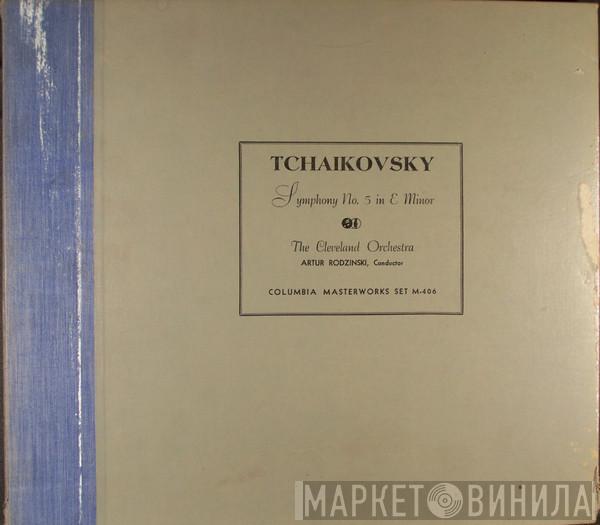 TCHAIKOVSKY
Symphony No. 5 in E Minor
The Cleveland Orchestra
ARTUR RODZINSKI, Conductor
COLUMBIA MASTERWORKS SET M-406
МАРКЕТ ВИНИЛА